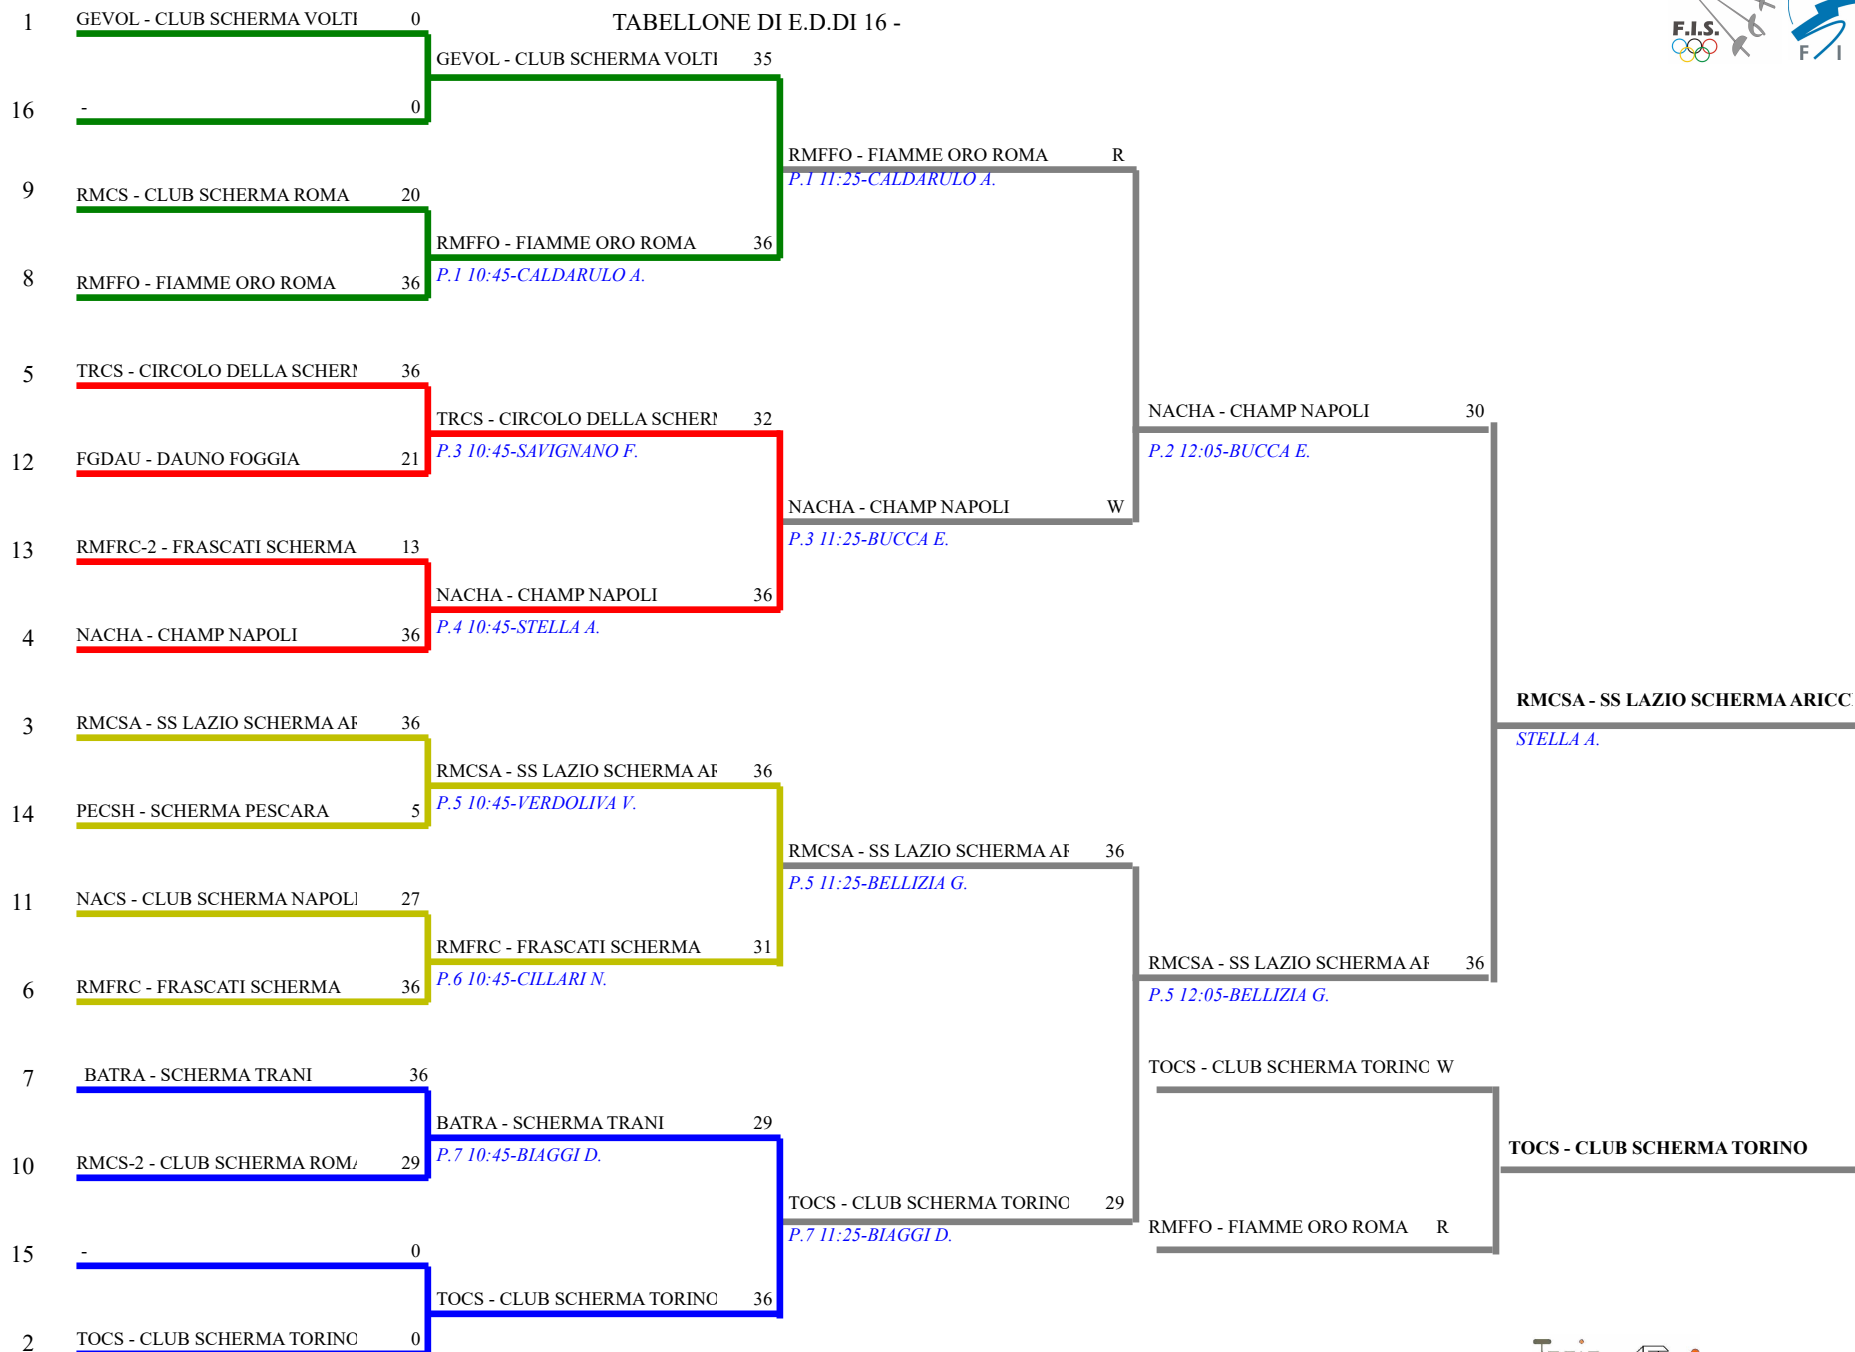 TABELLONE DI E.D.DI 16 -
F.I.S.
F I
1 GEVOL - CLUB SCHERMA VOLTI 0
16 - 0
GEVOL - CLUB SCHERMA VOLTI 35
9 RMCS - CLUB SCHERMA ROMA 20
8 RMFFO - FIAMME ORO ROMA 36
RMFFO - FIAMME ORO ROMA 36
P.1 10:45-CALDARULO A.
RMFFO - FIAMME ORO ROMA R
P.1 11:25-CALDARULO A.
5 TRCS - CIRCOLO DELLA SCHERM 36
12 FGDAU - DAUNO FOGGIA 21
TRCS - CIRCOLO DELLA SCHERM 32
P.3 10:45-SAVIGNANO F.
13 RMFRC-2 - FRASCATI SCHERMA 13
4 NACHA - CHAMP NAPOLI 36
NACHA - CHAMP NAPOLI 36
P.4 10:45-STELLA A.
NACHA - CHAMP NAPOLI W
P.3 11:25-BUCCA E.
NACHA - CHAMP NAPOLI 30
P.2 12:05-BUCCA E.
3 RMCSA - SS LAZIO SCHERMA AR 36
14 PECSH - SCHERMA PESCARA 5
RMCSA - SS LAZIO SCHERMA AR 36
P.5 10:45-VERDOLIVA V.
11 NACS - CLUB SCHERMA NAPOLI 27
6 RMFRC - FRASCATI SCHERMA 36
RMFRC - FRASCATI SCHERMA 31
P.6 10:45-CILLARI N.
RMCSA - SS LAZIO SCHERMA AR 36
P.5 11:25-BELLIZIA G.
7 BATRA - SCHERMA TRANI 36
10 RMCS-2 - CLUB SCHERMA ROMA 29
BATRA - SCHERMA TRANI 29
P.7 10:45-BIAGGI D.
15 - 0
2 TOCS - CLUB SCHERMA TORINO 0
TOCS - CLUB SCHERMA TORINO 36
TOCS - CLUB SCHERMA TORINO 29
P.7 11:25-BIAGGI D.
RMCSA - SS LAZIO SCHERMA AR 36
P.5 12:05-BELLIZIA G.
RMCSA - SS LAZIO SCHERMA ARICC
STELLA A.
TOCS - CLUB SCHERMA TORINO W
RMFFO - FIAMME ORO ROMA R
TOCS - CLUB SCHERMA TORINO